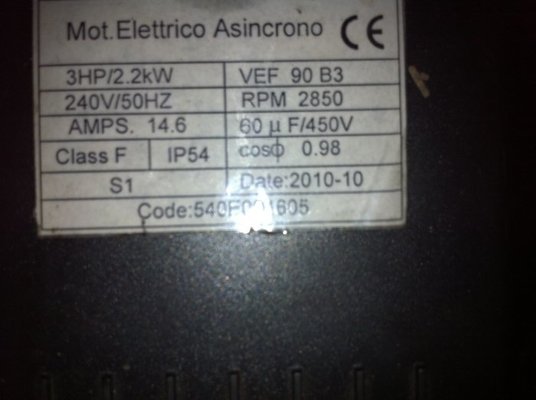 Mot.Elettrico Asincrono CE
3HP/2.2kW VEF 90 B3
240V/50HZ RPM 2850
AMPS. 14.6 60 µ F/450V
Class F IP54 cosϕ 0.98
S1 Date:2010-10